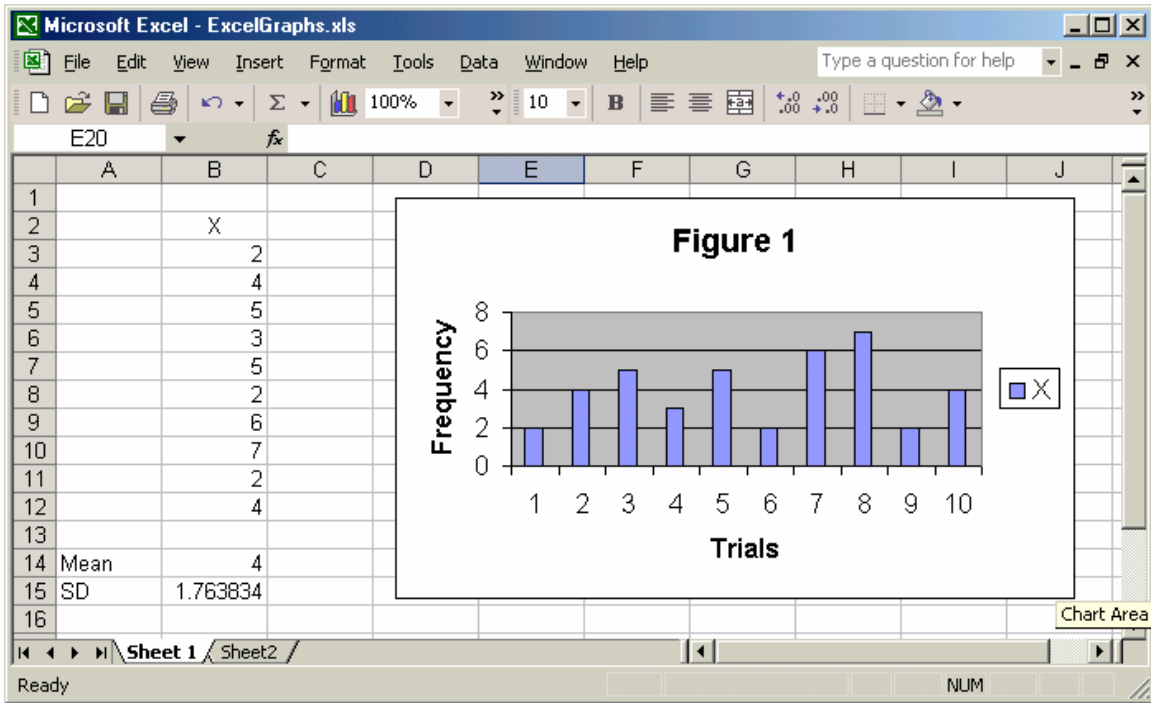 Microsoft Excel - ExcelGraphs.xls
File Edit View Insert Format Tools Data Window Help Type a question for help
Σ 100% » 10 B »
E20 fx
A B C D E F G H I J
1
2 X
3 2
4 4
5 5
6 3
7 5
8 2
9 6
10 7
11 2
12 4
13
14 Mean 4
15 SD 1.763834
16
Figure 1
Frequency
8
6
4
2
0
1 2 3 4 5 6 7 8 9 10
Trials
X
Chart Area
Sheet 1 Sheet2
Ready NUM